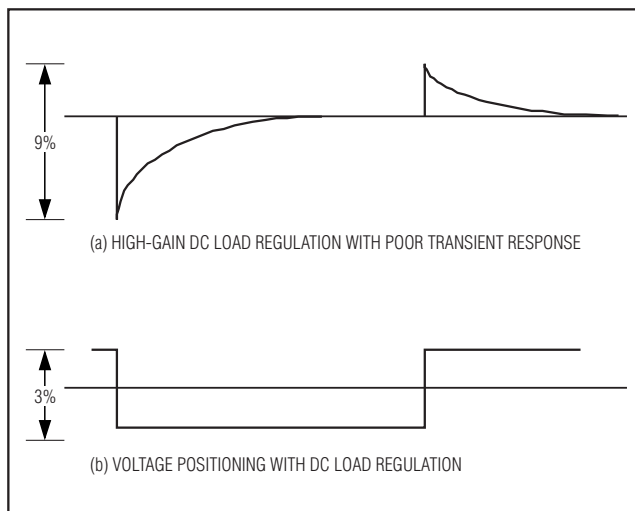 9%
(a) HIGH-GAIN DC LOAD REGULATION WITH POOR TRANSIENT RESPONSE
3%
(b) VOLTAGE POSITIONING WITH DC LOAD REGULATION